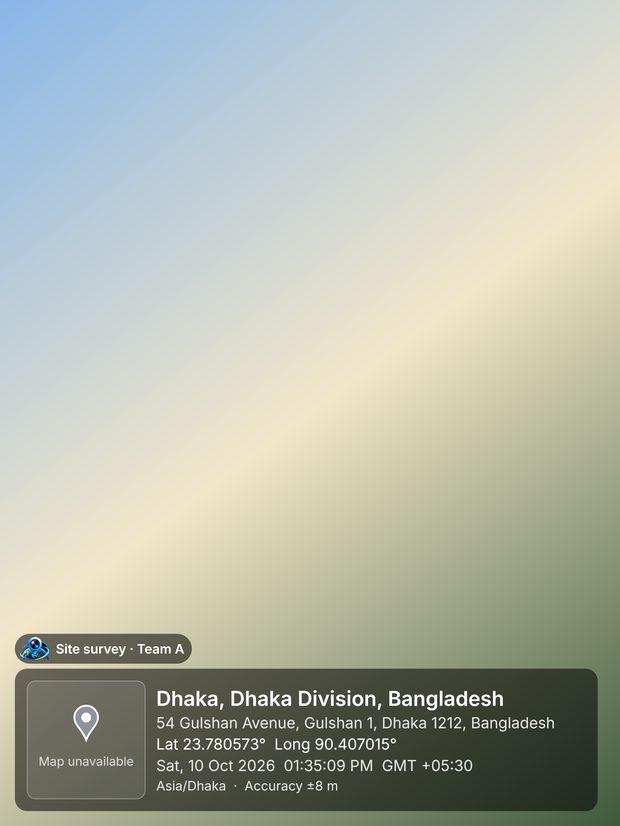 Site survey · Team A
Dhaka, Dhaka Division, Bangladesh
54 Gulshan Avenue, Gulshan 1, Dhaka 1212, Bangladesh
Lat 23.780573° Long 90.407015°
Map unavailable
Sat, 10 Oct 2026 01:35:09 PM GMT +05:30
Asia/Dhaka · Accuracy ±8 m